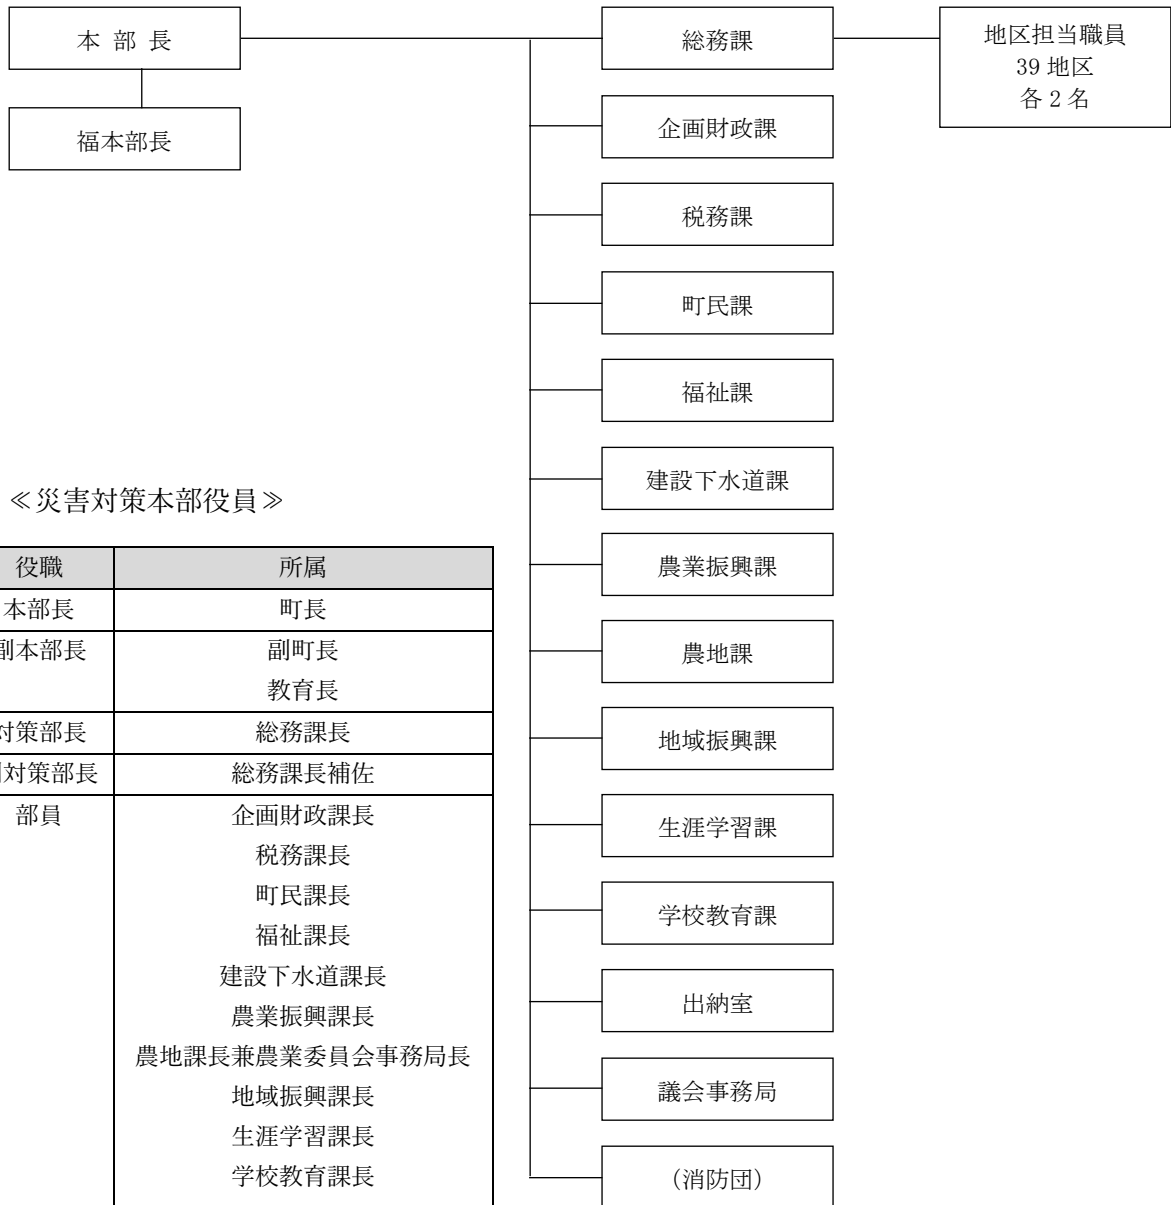 本 部 長
福本部長
総務課
地区担当職員
39 地区
各 2 名
企画財政課
税務課
町民課
福祉課
建設下水道課
農業振興課
農地課
地域振興課
生涯学習課
学校教育課
出納室
議会事務局
（消防団）
≪災害対策本部役員≫
役職 所属
本部長 町長
副本部長 副町長
教育長
対策部長 総務課長
対策部長 総務課長補佐
部員 企画財政課長
税務課長
町民課長
福祉課長
建設下水道課長
農業振興課長
農地課長兼農業委員会事務局長
地域振興課長
生涯学習課長
学校教育課長